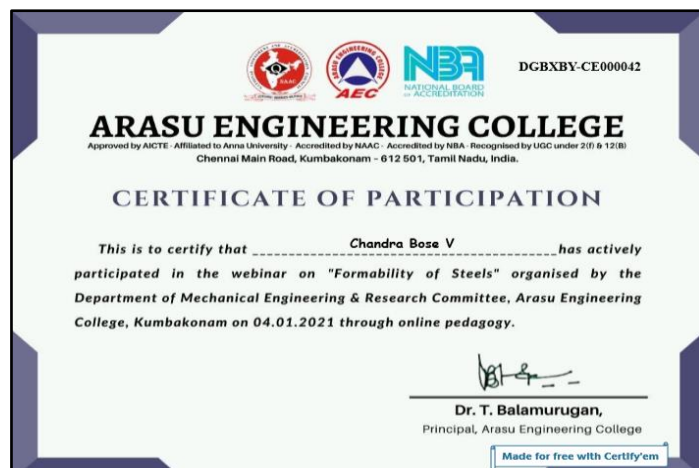 NAAC
ARASU ENGINEERING COLLEGE
AEC
NBA
NATIONAL BOARD
OF ACCREDITATION
DGBXBY-CE000042
ARASU ENGINEERING COLLEGE
Approved by AICTE - Affiliated to Anna University - Accredited by NAAC - Accredited by NBA - Recognised by UGC under 2(f) & 12(B)
Chennai Main Road, Kumbakonam - 612 501, Tamil Nadu, India.
CERTIFICATE OF PARTICIPATION
This is to certify that Chandra Bose V has actively
participated in the webinar on "Formability of Steels" organised by the
Department of Mechanical Engineering & Research Committee, Arasu Engineering
College, Kumbakonam on 04.01.2021 through online pedagogy.
Dr. T. Balamurugan,
Principal, Arasu Engineering College
Made for free with Certify'em